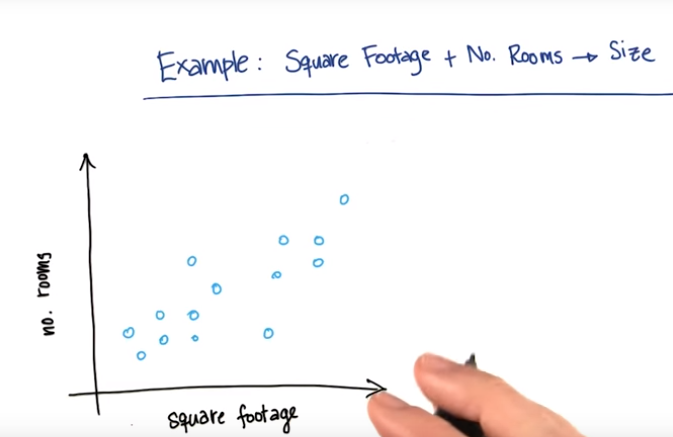 Example: Square Footage + No. Rooms → Size
no. rooms
square footage